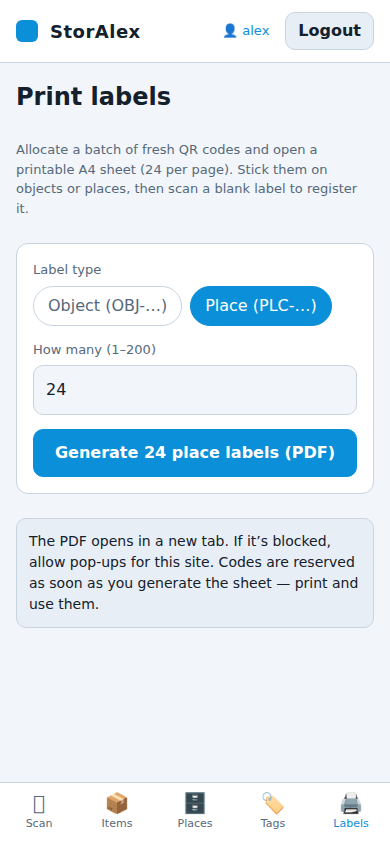 StorAlex
👤 alex
Logout
Print labels
Allocate a batch of fresh QR codes and open a
printable A4 sheet (24 per page). Stick them on
objects or places, then scan a blank label to register
it.
Label type
Object (OBJ-…)
Place (PLC-…)
How many (1–200)
24
Generate 24 place labels (PDF)
The PDF opens in a new tab. If it’s blocked,
allow pop-ups for this site. Codes are reserved
as soon as you generate the sheet — print and
use them.
Scan
Items
Places
Tags
Labels